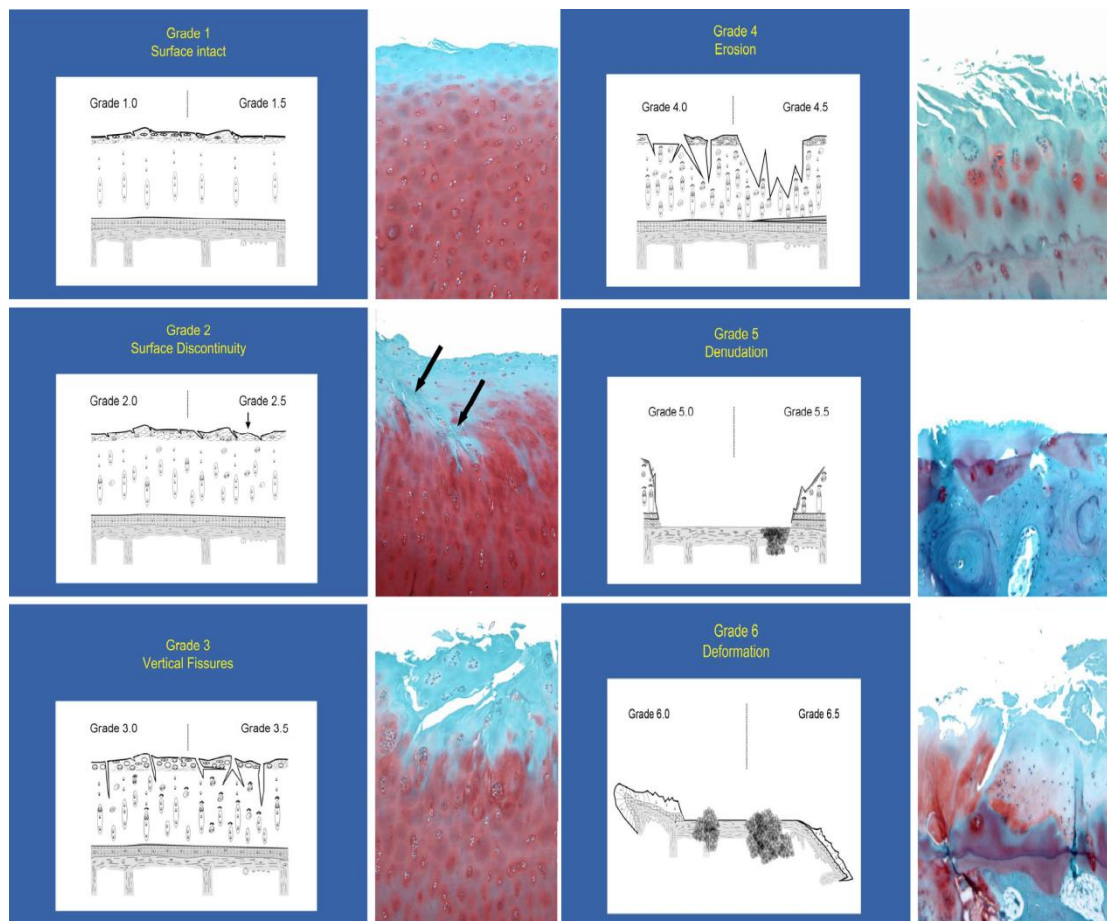 Grade 1
Surface intact
Grade 1.0
Grade 1.5
Grade 2
Surface Discontinuity
Grade 2.0
Grade 2.5
Grade 3
Vertical Fissures
Grade 3.0
Grade 3.5
Grade 4
Erosion
Grade 4.0
Grade 4.5
Grade 5
Denudation
Grade 5.0
Grade 5.5
Grade 6
Deformation
Grade 6.0
Grade 6.5